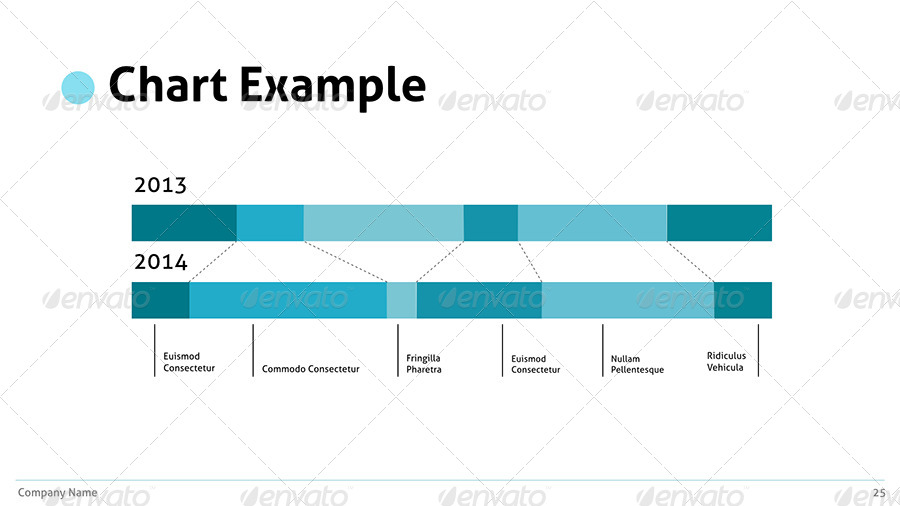 Chart Example
2013
2014
Euismod
Consectetur
Commodo Consectetur
Fringilla
Pharetra
Euismod
Consectetur
Nullam
Pellentesque
Ridiculus
Vehicula
Company Name
25
envato